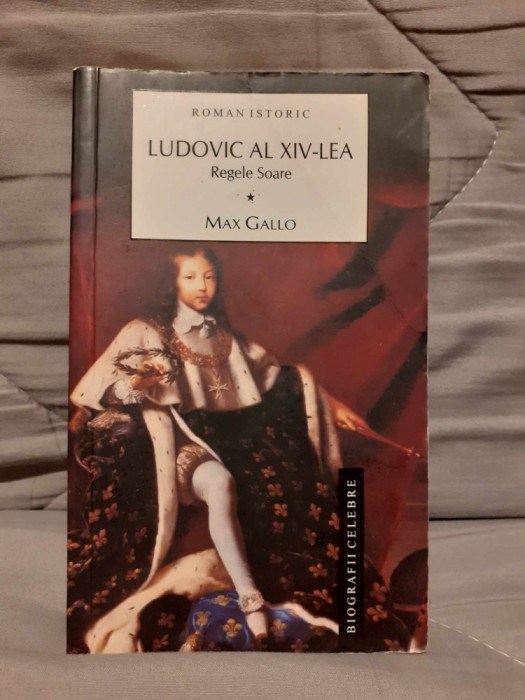 ROMAN ISTORIC
LUDOVIC AL XIV-LEA
Regele Soare
★
MAX GALLO
BIOGRAFII CELEBRE